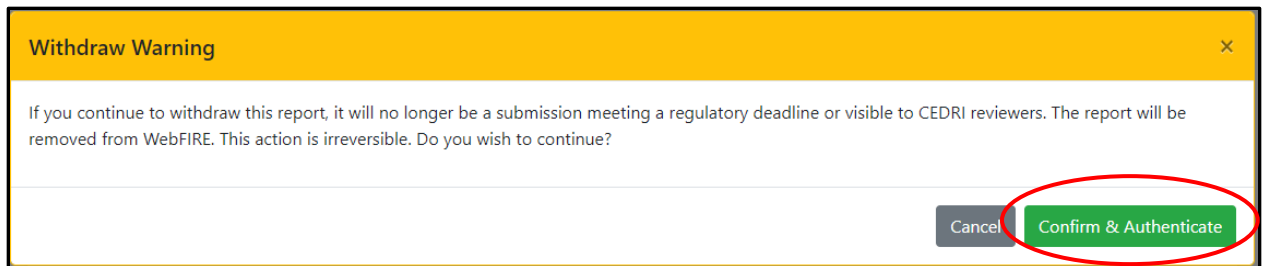 Withdraw Warning ×
If you continue to withdraw this report, it will no longer be a submission meeting a regulatory deadline or visible to CEDRI reviewers. The report will be
removed from WebFIRE. This action is irreversible. Do you wish to continue?
Cancel Confirm & Authenticate